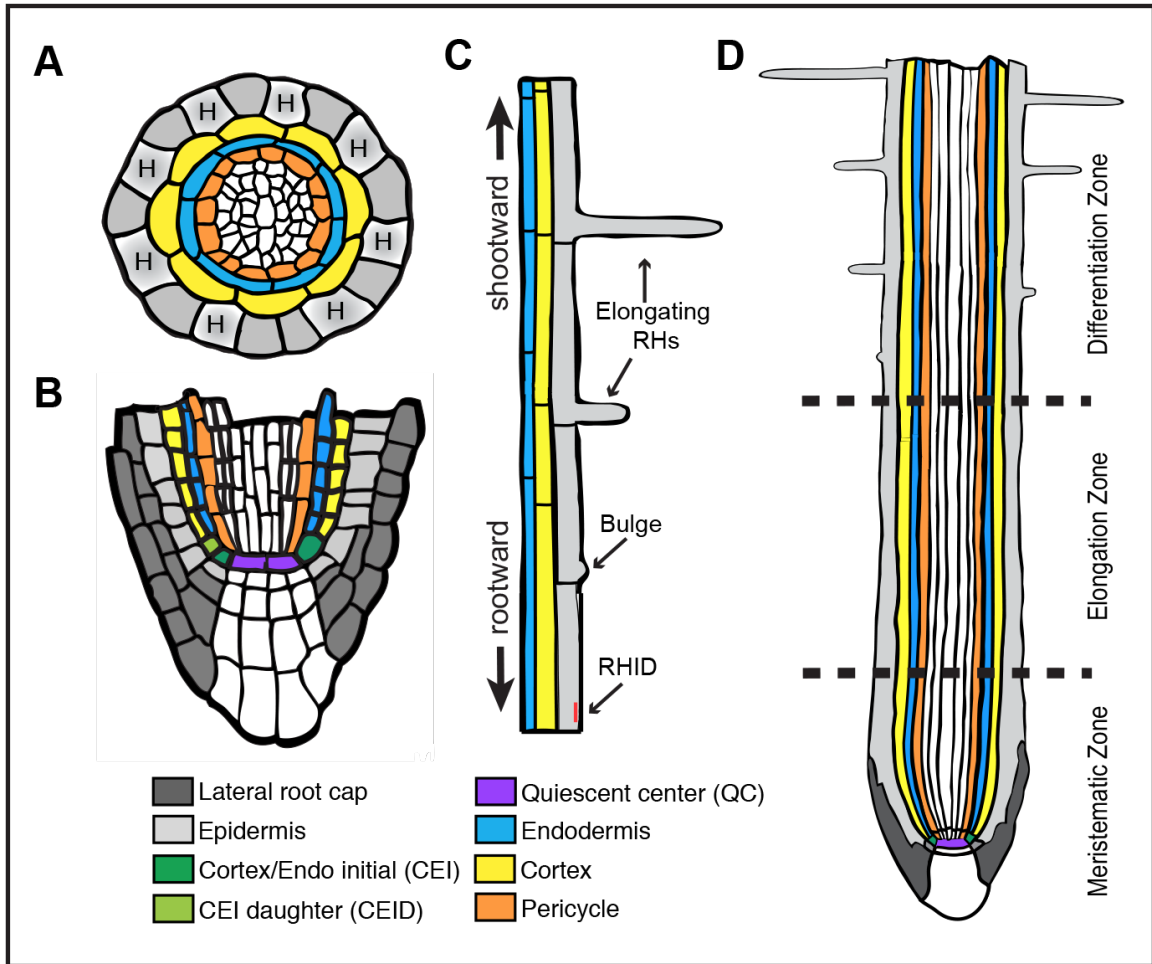 A
H
H
H
H
H
H
H
B
C
shootward
Elongating
RHs
Bulge
rootward
RHID
D
Differentiation Zone
Elongation Zone
Meristematic Zone
Lateral root cap
Epidermis
Cortex/Endo initial (CEI)
CEI daughter (CEID)
Quiescent center (QC)
Endodermis
Cortex
Pericycle